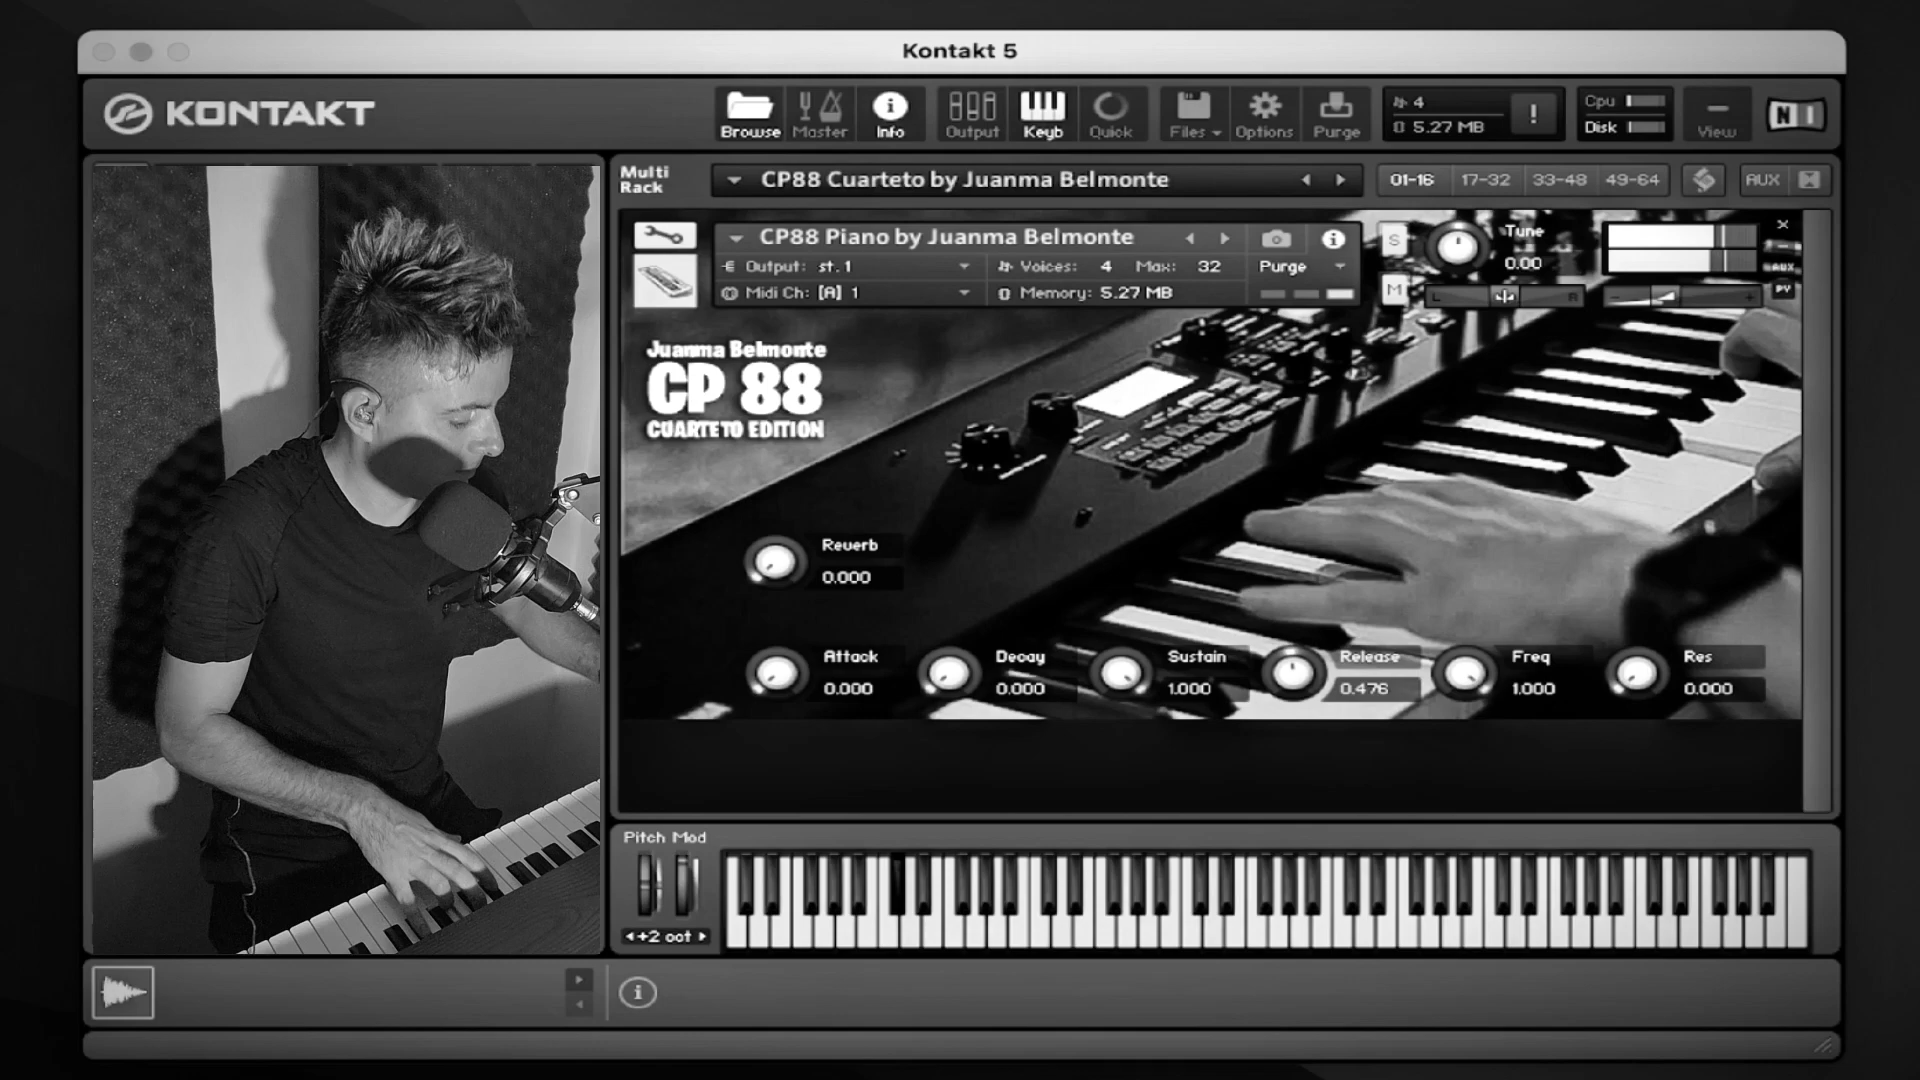 Kontakt 5
KONTAKT
Browse Master Info Output Keyb Quick Files Options Purge
4
5.27 MB
!
Cpu
Disk
View
NI
Multi Rack
CP88 Cuarteto by Juanma Belmonte
01-16 17-32 33-48 49-64
AUX
CP88 Piano by Juanma Belmonte
S
Tune
0.00
Output: st. 1
Voices: 4 Max: 32
Purge
AUX
Midi Ch: [A] 1
Memory: 5.27 MB
M
L R
- +
PV
Juanma Belmonte
CP 88
CUARTETO EDITION
Reverb
0.000
Attack
0.000
Decay
0.000
Sustain
1.000
Release
0.476
Freq
1.000
Res
0.000
Pitch Mod
+2 oct